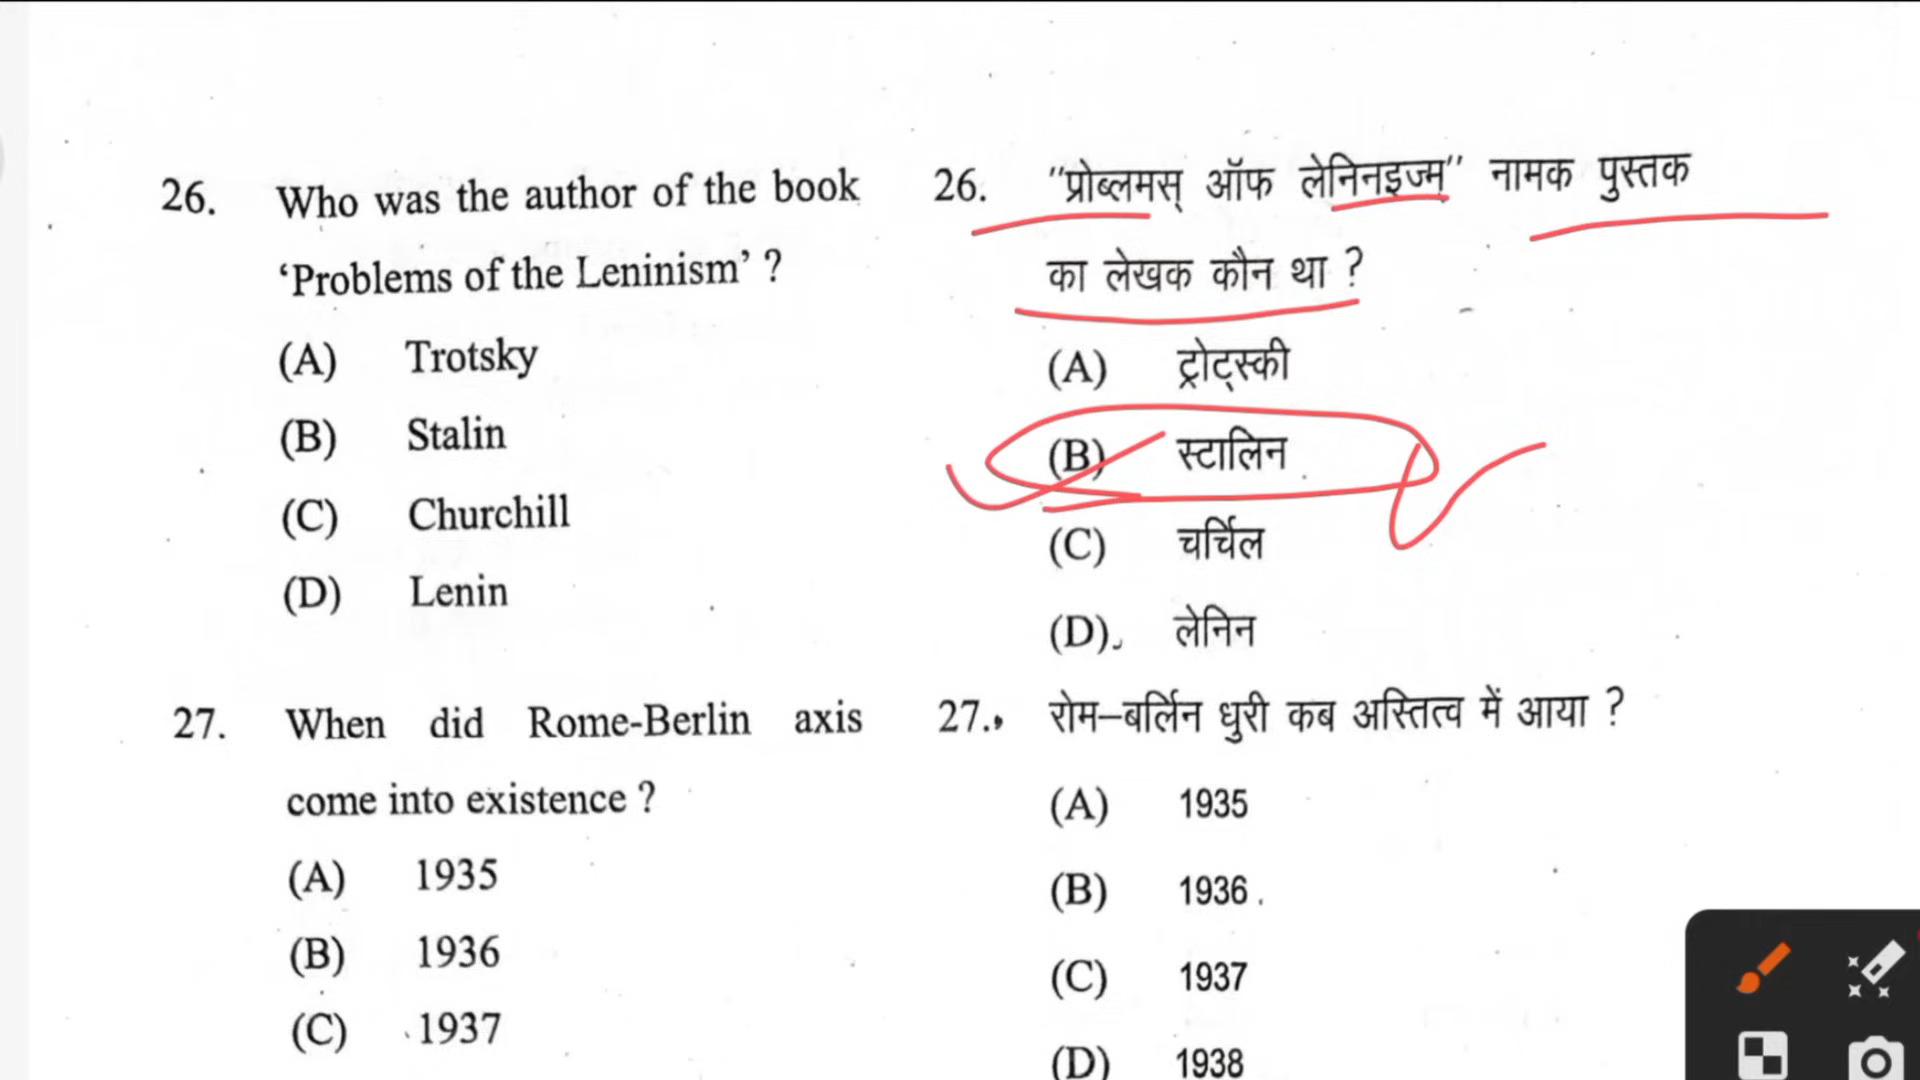 26. Who was the author of the book
‘Problems of the Leninism’ ?
(A) Trotsky
(B) Stalin
(C) Churchill
(D) Lenin
27. When did Rome-Berlin axis
come into existence ?
(A) 1935
(B) 1936
(C) 1937
26. "प्रोब्लमस् ऑफ लेनिनइज्म्" नामक पुस्तक
का लेखक कौन था ?
(A) ट्रोट्स्की
(B) स्टालिन
(C) चर्चिल
(D) लेनिन
27. रोम–बर्लिन धुरी कब अस्तित्व में आया ?
(A) 1935
(B) 1936
(C) 1937
(D) 1938